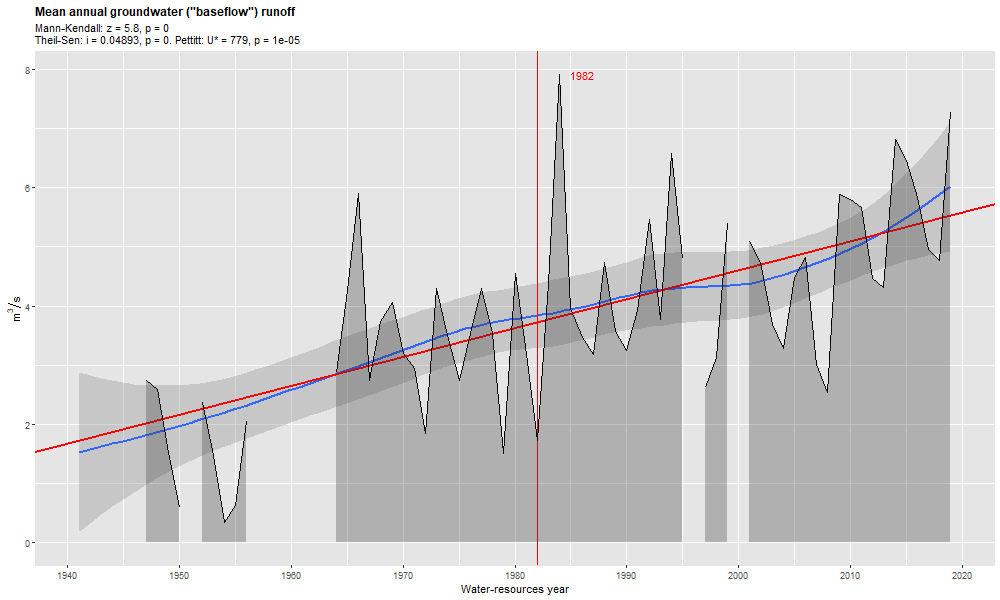 Mean annual groundwater ("baseflow") runoff
Mann-Kendall: z = 5.8, p = 0
Theil-Sen: i = 0.04893, p = 0. Pettitt: U* = 779, p = 1e-05
1982
8
6
4
2
0
m³/s
1940 1950 1960 1970 1980 1990 2000 2010 2020
Water-resources year